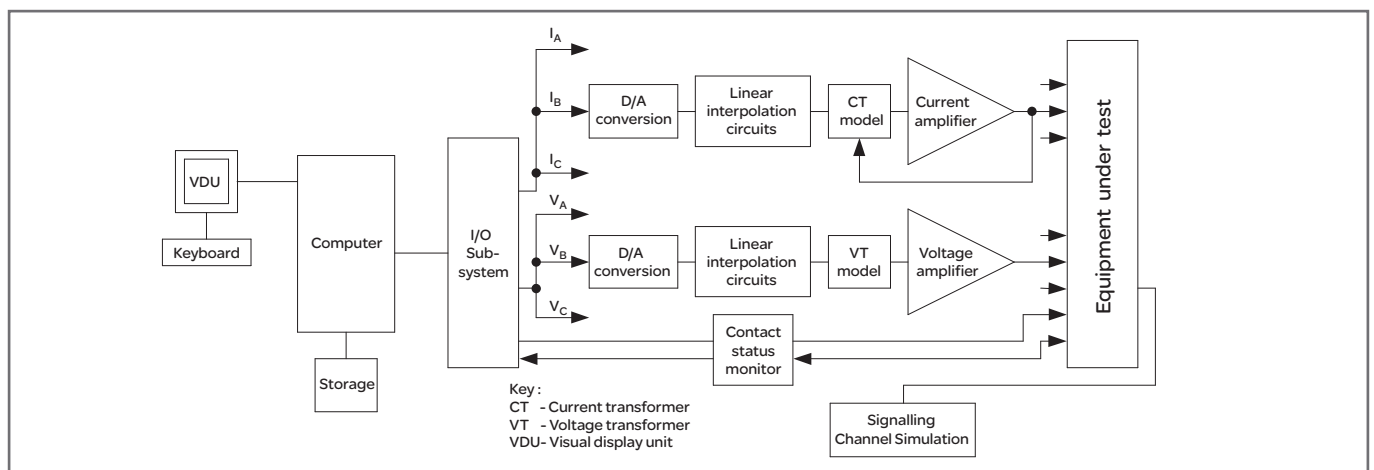 VDU
Keyboard
Computer
Storage
I/O
Sub-
system
I_A
I_B
I_C
D/A
conversion
Linear
interpolation
circuits
CT
model
Current
amplifier
V_A
V_B
V_C
D/A
conversion
Linear
interpolation
circuits
VT
model
Voltage
amplifier
Contact
status
monitor
Equipment under test
Signalling
Channel Simulation
Key :
CT - Current transformer
VT - Voltage transformer
VDU- Visual display unit